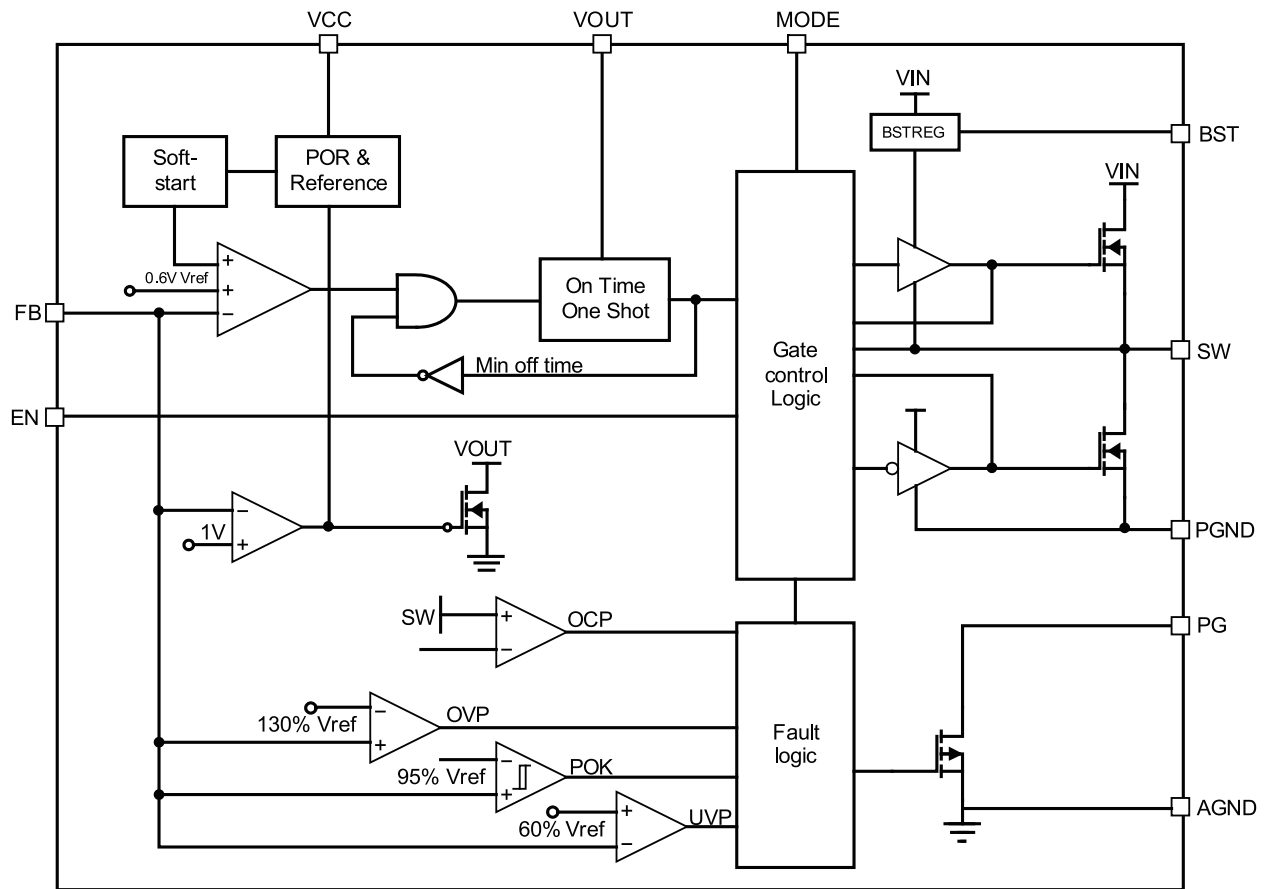 VCC
VOUT
MODE
VIN
BSTREG
BST
Soft-
start
POR &
Reference
VIN
0.6V Vref
+
+
−
On Time
One Shot
FB
Min off time
Gate
control
Logic
SW
EN
VOUT
−
1V
+
PGND
SW
+
−
OCP
PG
130% Vref
−
+
OVP
Fault
logic
95% Vref
−
+
POK
60% Vref
+
−
UVP
AGND